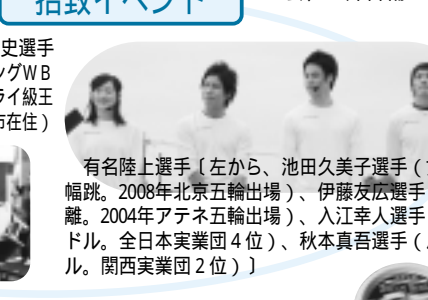 招致イベント
史選手
ングWB
ライ級王
市在住）
有名陸上選手〔左から、池田久美子選手（
幅跳。2008年北京五輪出場）、伊藤友広選手
離。2004年アテネ五輪出場）、入江幸人選手
ドル。全日本実業団４位）、秋本真吾選手（
ル。関西実業団２位）〕